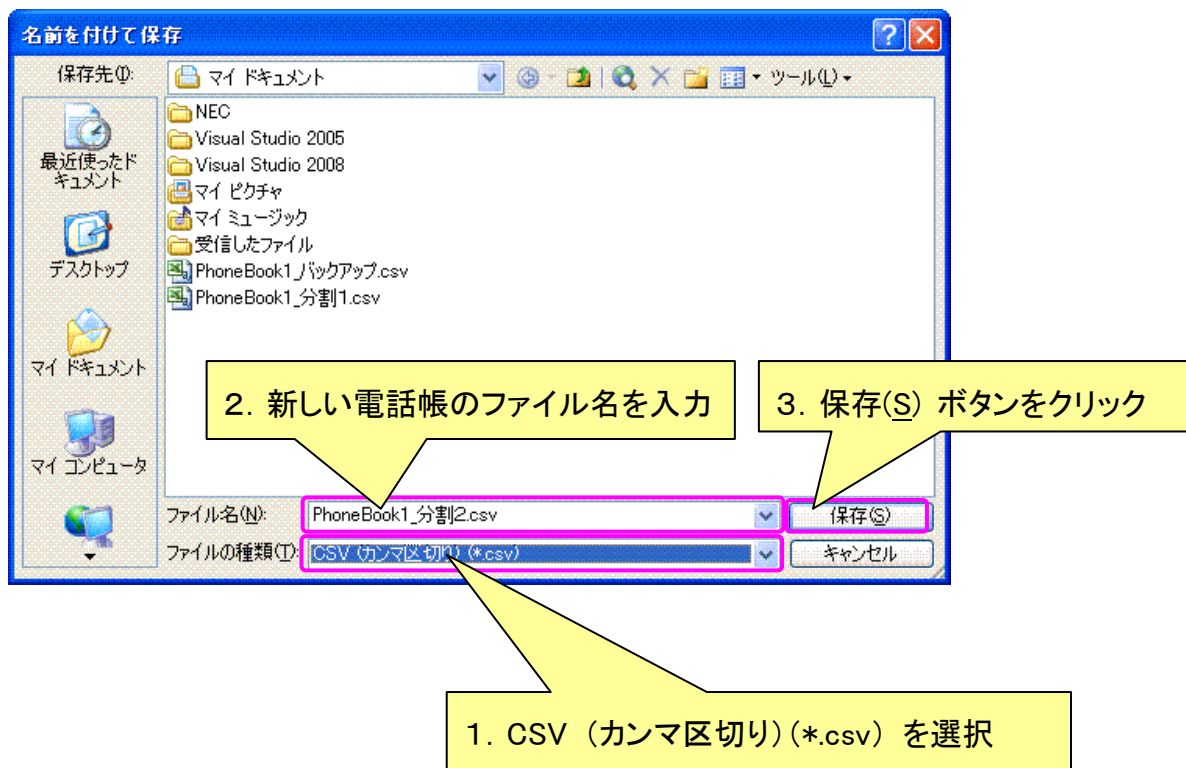 名前を付けて保存
保存先(I):
マイ ドキュメント
ツール(L)
最近使ったド
キュメント
デスクトップ
マイ ドキュメント
マイ コンピュータ
NEC
Visual Studio 2005
Visual Studio 2008
マイ ピクチャ
マイ ミュージック
受信したファイル
PhoneBook1_バックアップ.csv
PhoneBook1_分割1.csv
2．新しい電話帳のファイル名を入力
3．保存(S) ボタンをクリック
ファイル名(N):
PhoneBook1_分割2.csv
保存(S)
ファイルの種類(T):
CSV (カンマ区切り) (*.csv)
キャンセル
1．CSV (カンマ区切り) (*.csv) を選択